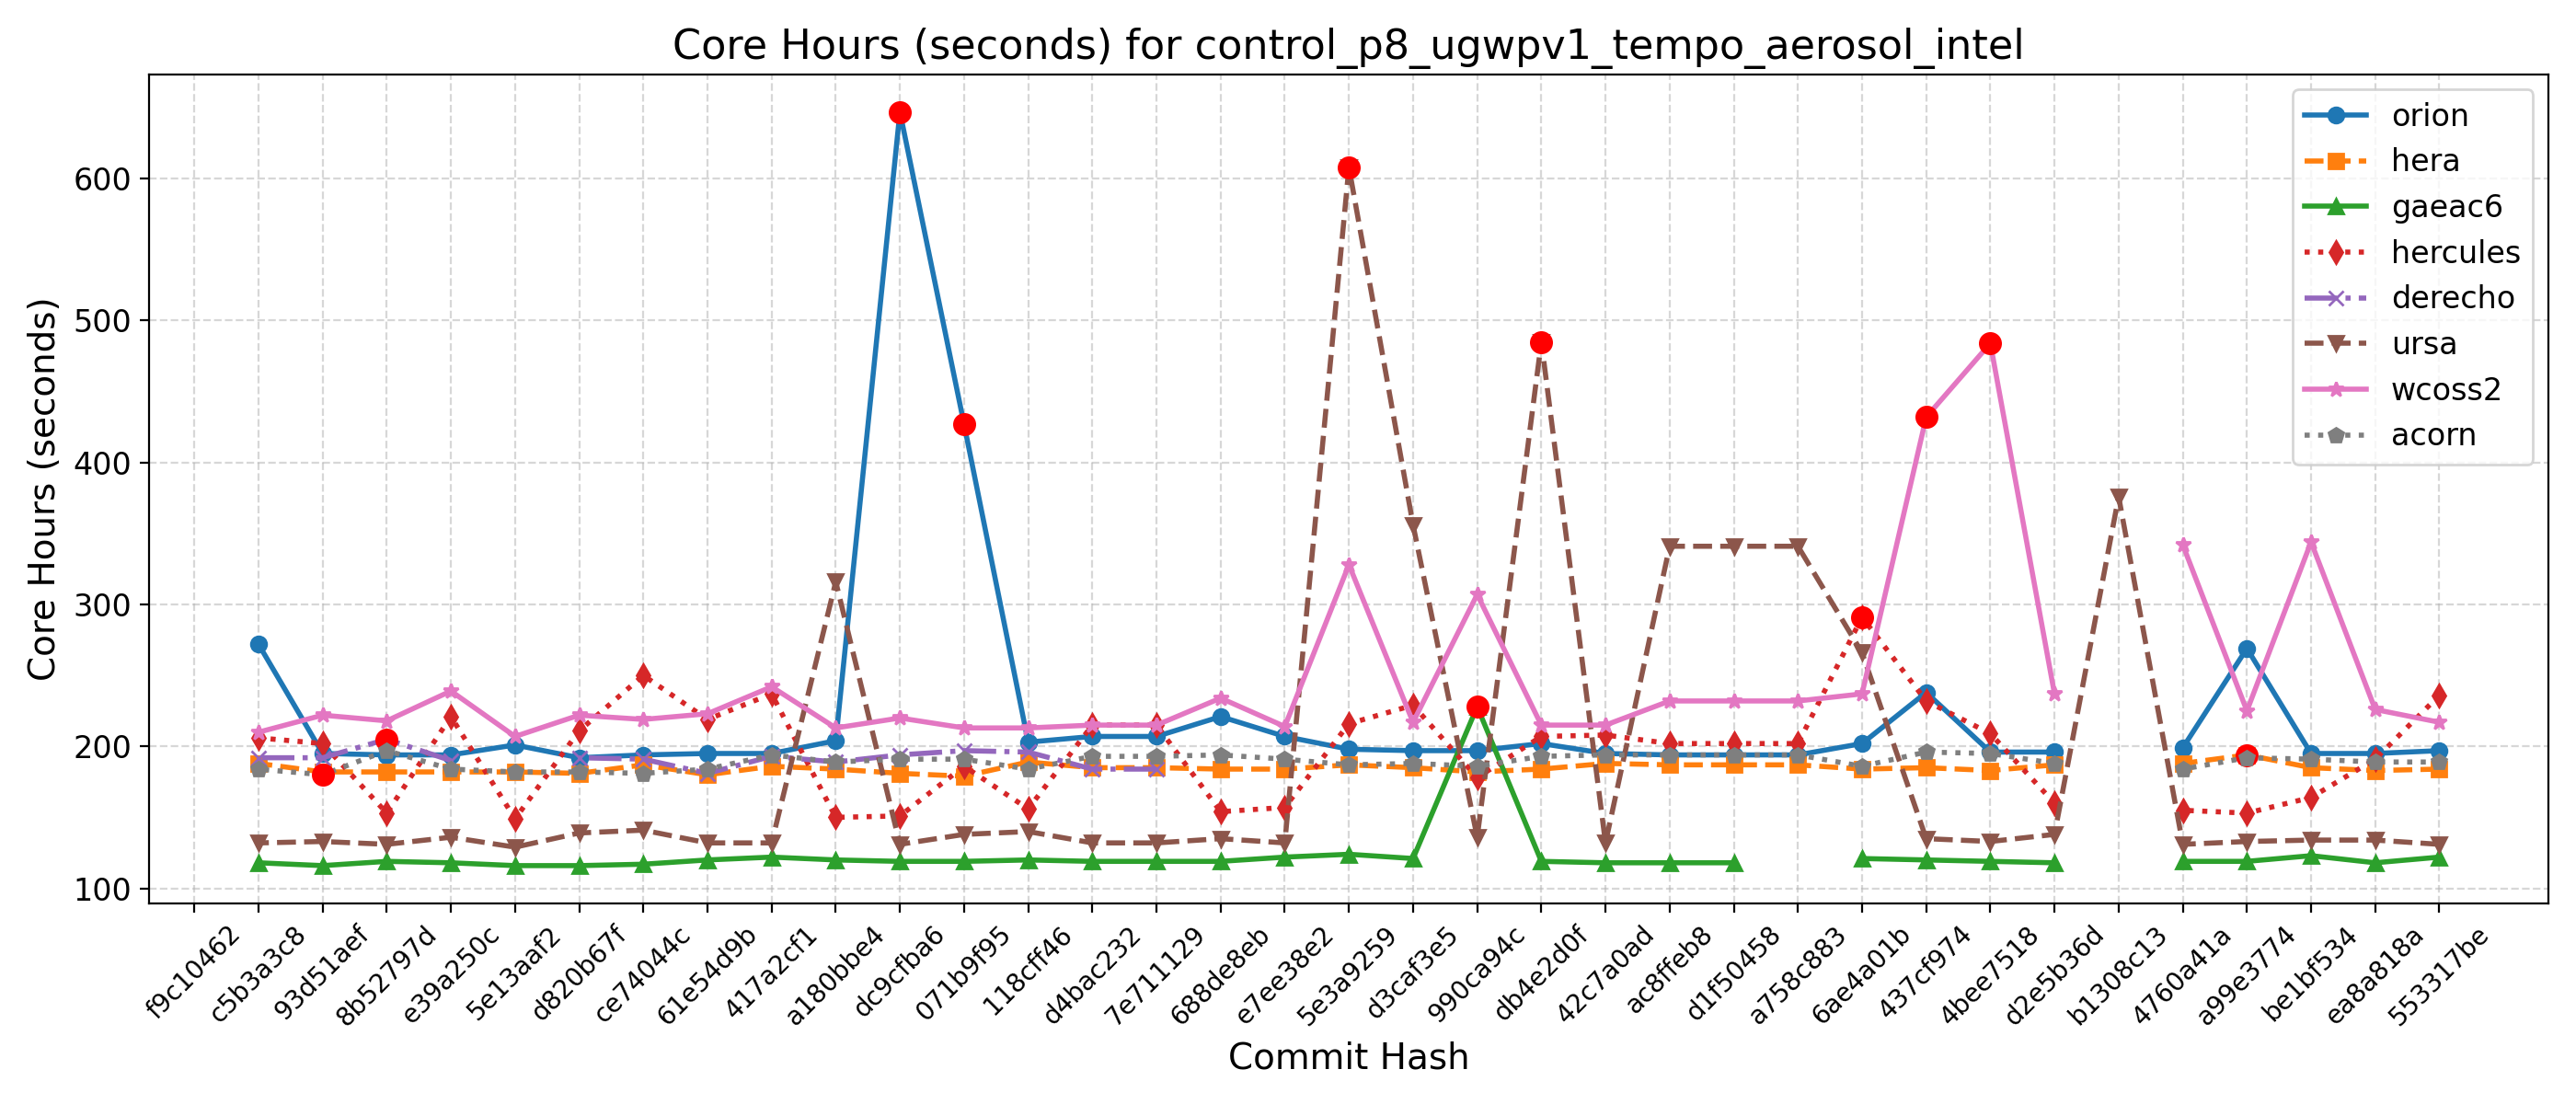 Core Hours (seconds) for control_p8_ugwpv1_tempo_aerosol_intel
Core Hours (seconds)
600
500
400
300
200
100
orion
hera
gaeac6
hercules
derecho
ursa
wcoss2
acorn
f9c10462
c5b3a3c8
93d51aef
8b52797d
e39a250c
5e13aaf2
d820b67f
ce74044c
61e54d9b
417a2cf1
a180bbe4
dc9cfba6
071b9f95
118cff46
d4bac232
7e711129
688de8eb
e7ee38e2
5e3a9259
d3caf3e5
990ca94c
db4e2d0f
42c7a0ad
ac8ffeb8
d1f50458
a758c883
6ae4a01b
437cf974
4bee7518
d2e5b36d
b1308c13
4760a41a
a99e3774
be1bf534
ea8a818a
553317be
Commit Hash